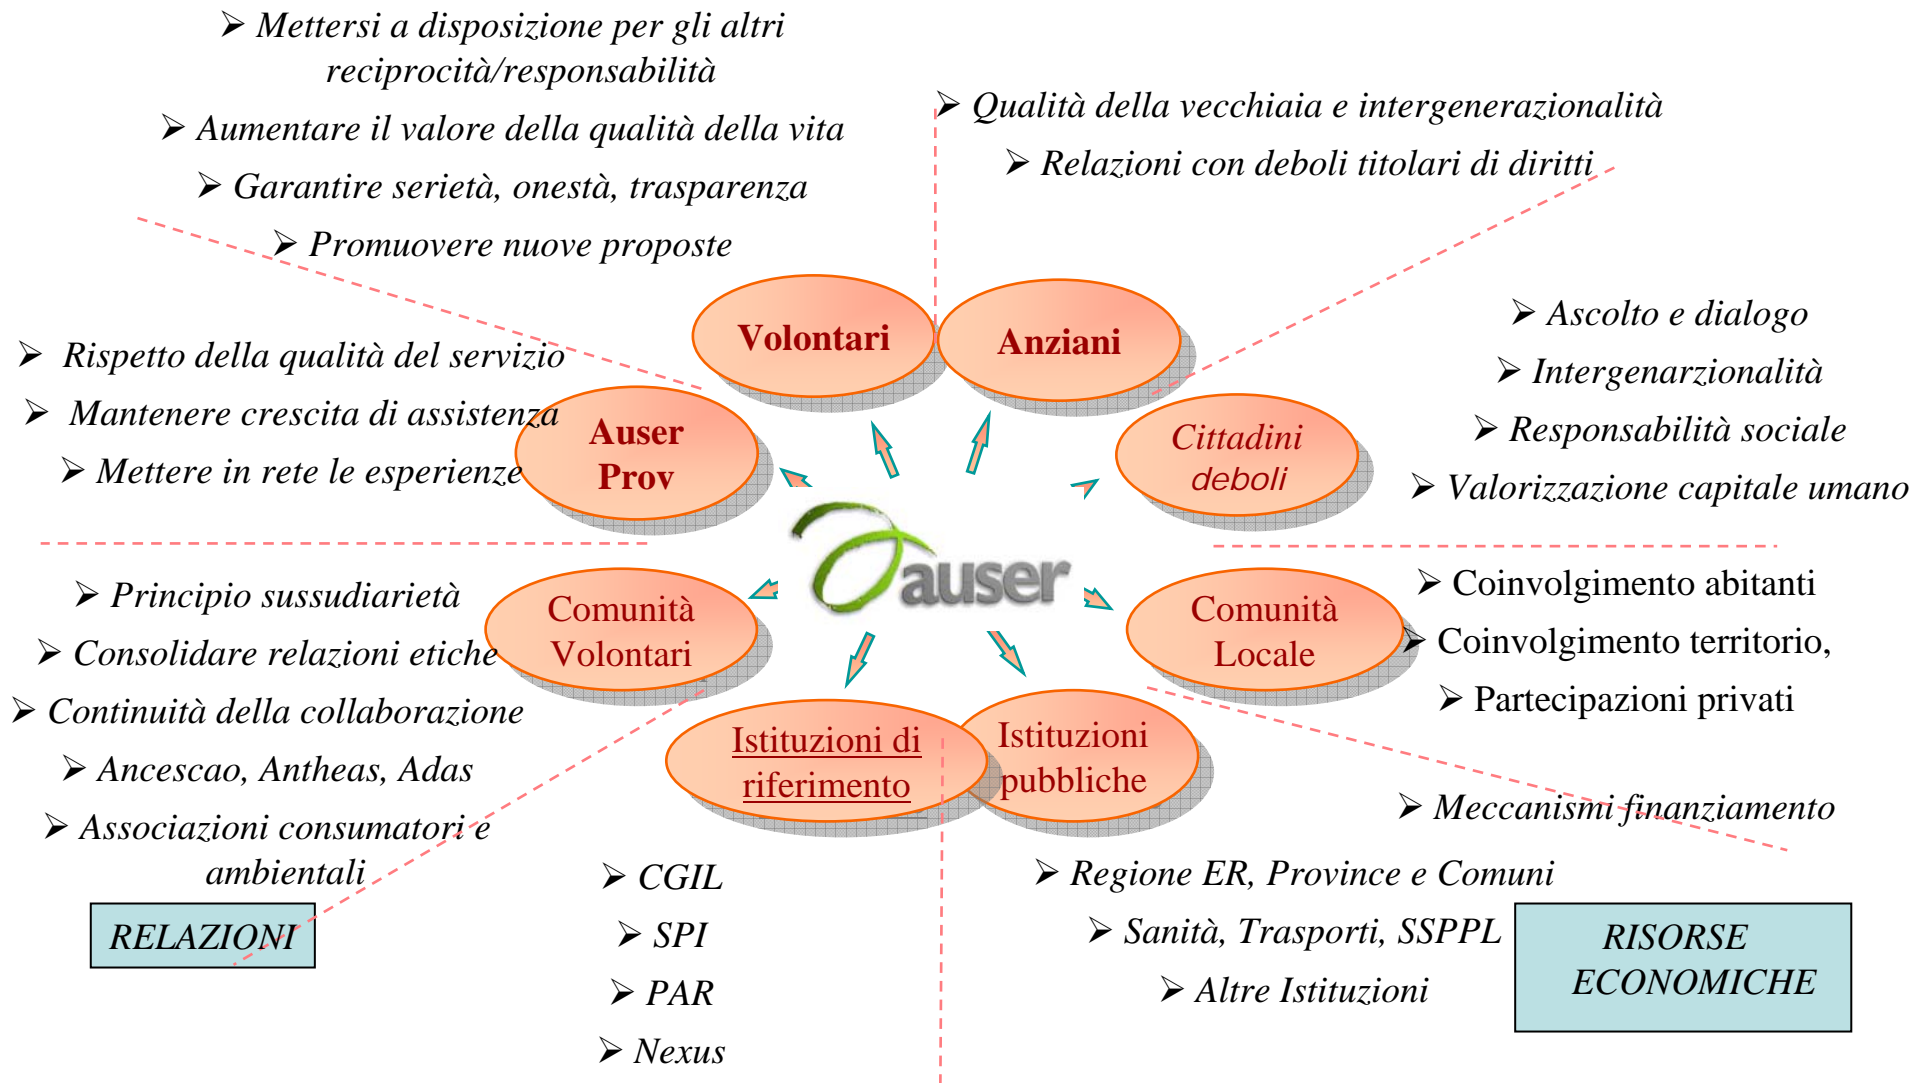 ➢ Mettersi a disposizione per gli altri
reciprocità/responsabilità
➢ Aumentare il valore della qualità della vita
➢ Garantire serietà, onestà, trasparenza
➢ Promuovere nuove proposte
➢ Qualità della vecchiaia e intergenerazionalità
➢ Relazioni con deboli titolari di diritti
Volontari
Anziani
➢ Rispetto della qualità del servizio
➢ Mantenere crescita di assistenza
➢ Mettere in rete le esperienze
Auser
Prov
Cittadini
deboli
➢ Ascolto e dialogo
➢ Intergenarzionalità
➢ Responsabilità sociale
➢ Valorizzazione capitale umano
auser
➢ Principio sussudiarietà
➢ Consolidare relazioni etiche
➢ Continuità della collaborazione
➢ Ancescao, Antheas, Adas
➢ Associazioni consumatori e
ambientali
Comunità
Volontari
Comunità
Locale
➢ Coinvolgimento abitanti
➢ Coinvolgimento territorio,
➢ Partecipazioni privati
Istituzioni di
riferimento
Istituzioni
pubbliche
➢ Meccanismi finanziamento
➢ CGIL
➢ SPI
➢ PAR
➢ Nexus
➢ Regione ER, Province e Comuni
➢ Sanità, Trasporti, SSPPL
➢ Altre Istituzioni
RELAZIONI
RISORSE
ECONOMICHE